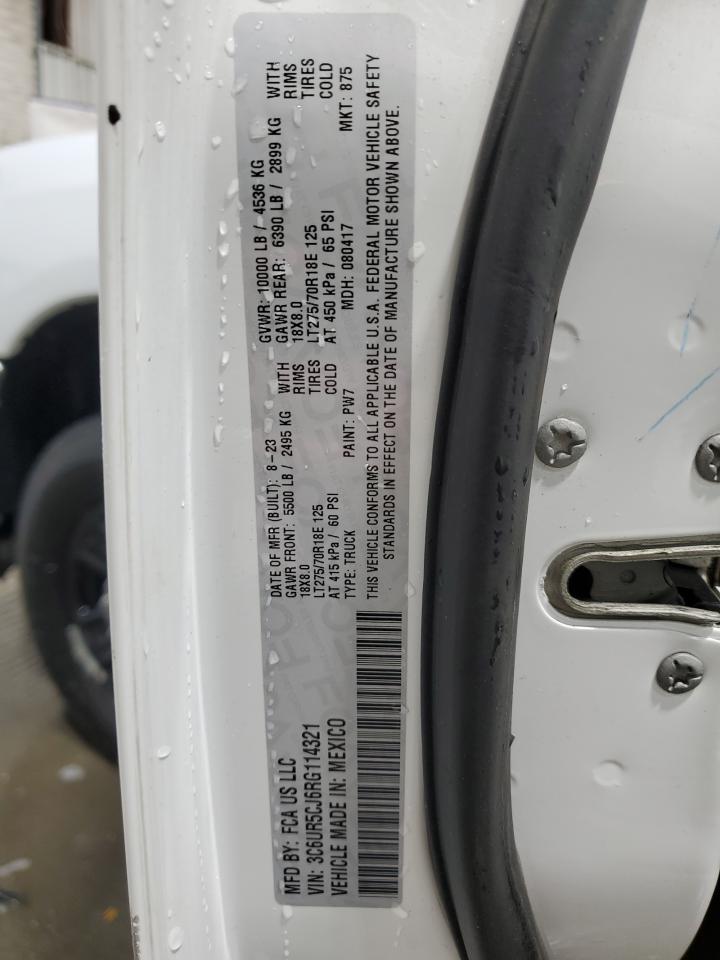 MFD BY: FCA US LLC
VIN: 3C6UR5CJ6RG114321
VEHICLE MADE IN: MEXICO
DATE OF MFR (BUILT): 8-23 GVWR: 10000 LB / 4536 KG
GAWR FRONT: 5500 LB / 2495 KG WITH GAWR REAR: 6390 LB / 2899 KG WITH
18X8.0 RIMS 18X8.0 RIMS
LT275/70R18E 125 TIRES LT275/70R18E 125 TIRES
AT 415 kPa / 60 PSI COLD AT 450 kPa / 65 PSI COLD
TYPE: TRUCK PAINT: PW7 MDH: 080417 MKT: 875
THIS VEHICLE CONFORMS TO ALL APPLICABLE U.S.A. FEDERAL MOTOR VEHICLE SAFETY
STANDARDS IN EFFECT ON THE DATE OF MANUFACTURE SHOWN ABOVE.